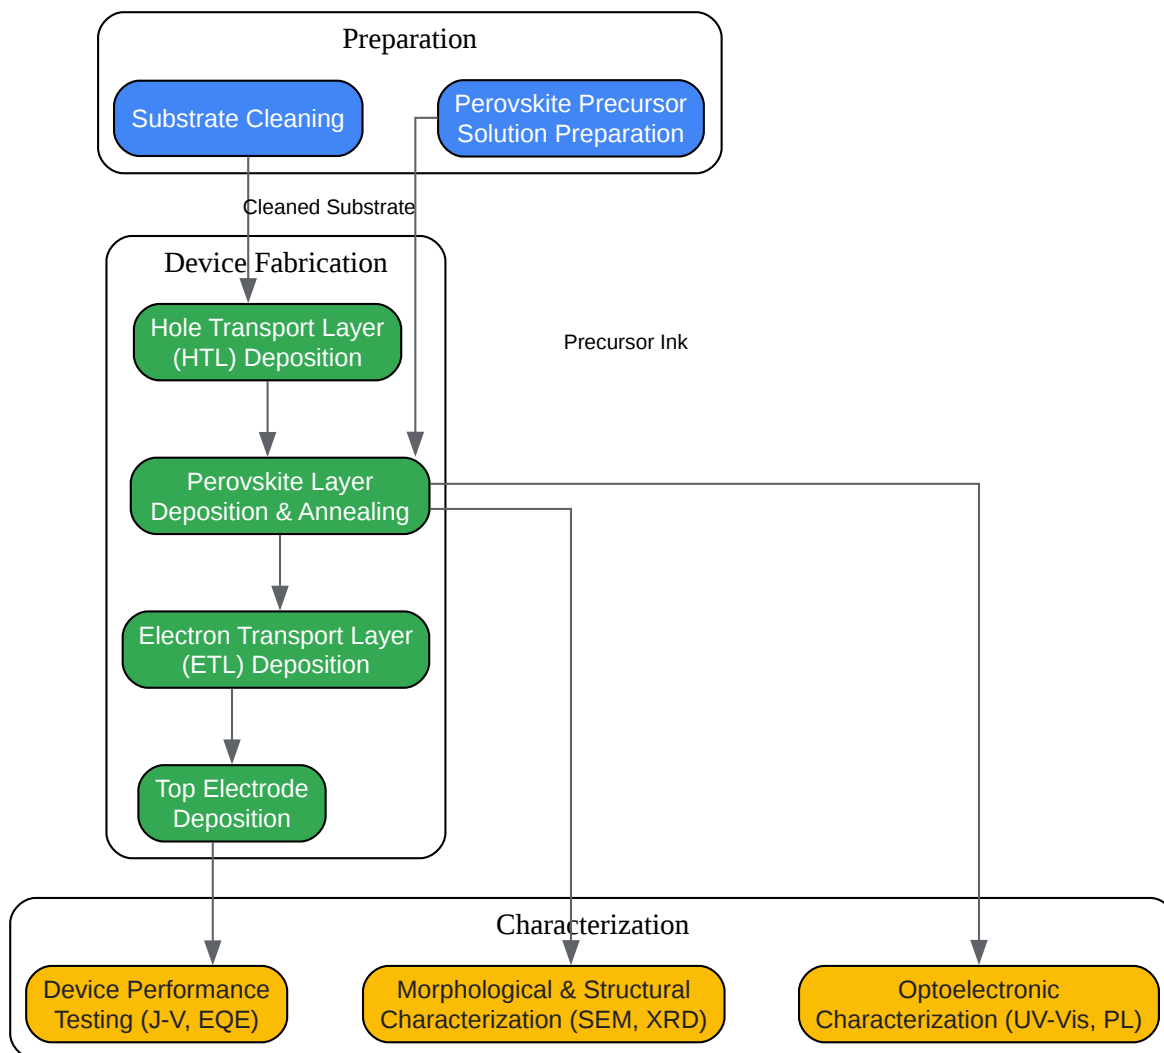 Preparation
Substrate Cleaning
Perovskite Precursor
Solution Preparation
Cleaned Substrate
Device Fabrication
Hole Transport Layer
(HTL) Deposition
Precursor Ink
Perovskite Layer
Deposition & Annealing
Electron Transport Layer
(ETL) Deposition
Top Electrode
Deposition
Characterization
Device Performance
Testing (J-V, EQE)
Morphological & Structural
Characterization (SEM, XRD)
Optoelectronic
Characterization (UV-Vis, PL)